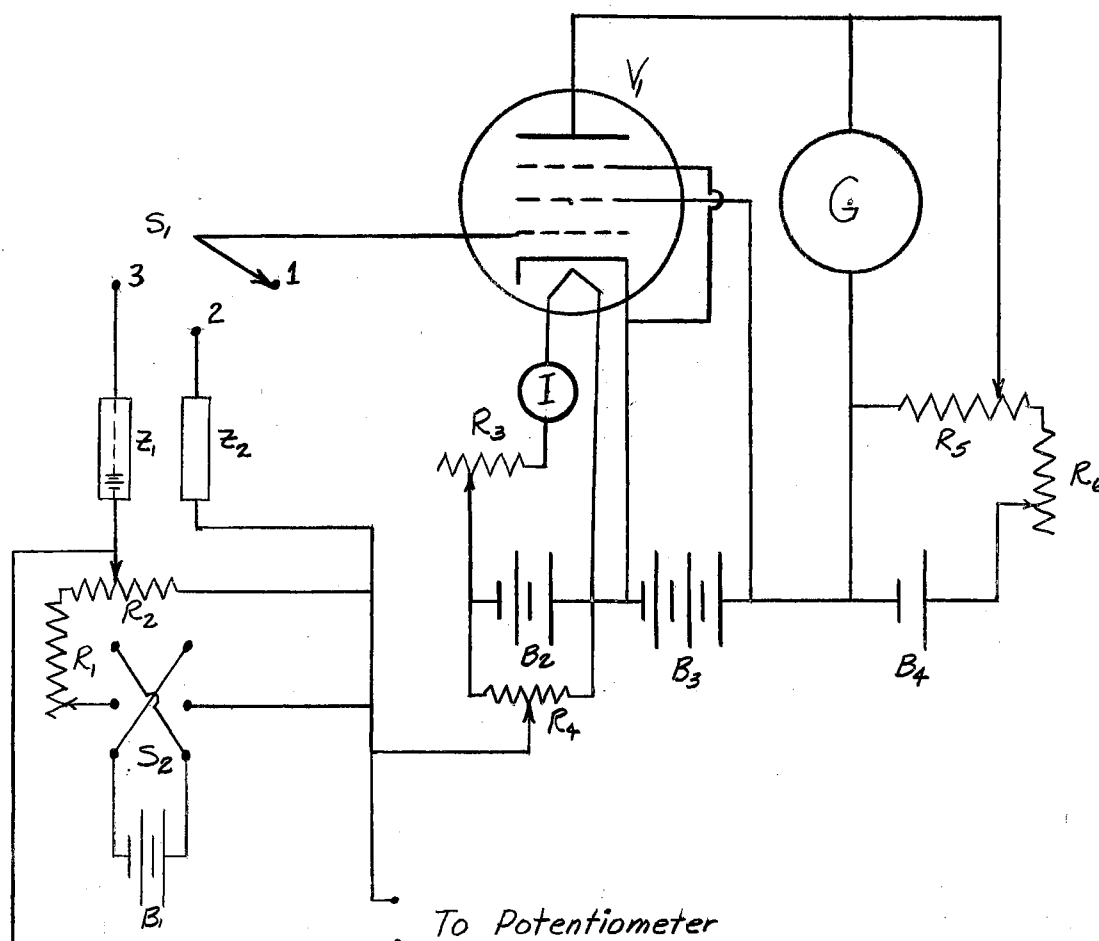 V1
G
S1
3
1
2
I
R3
Z1
Z2
R5
R6
R2
R1
B2
B3
B4
R4
S2
B1
To Potentiometer